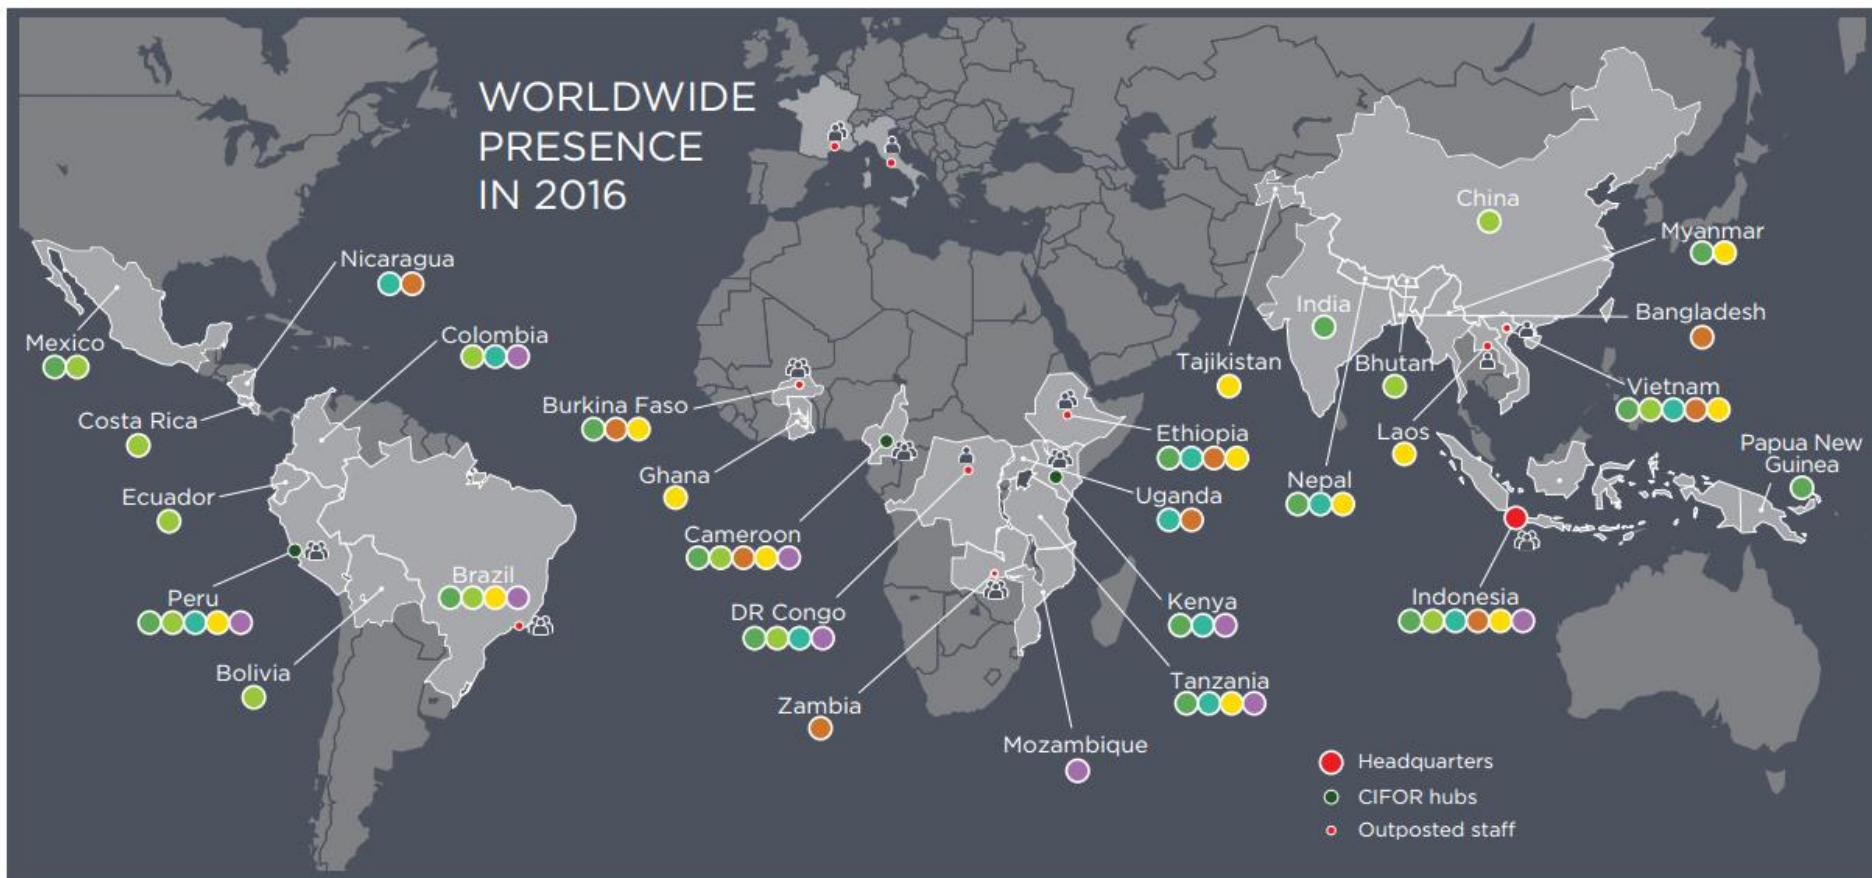 WORLDWIDE
PRESENCE
IN 2016
China
Myanmar
Nicaragua
India
Bangladesh
Mexico
Colombia
Tajikistan
Bhutan
Vietnam
Costa Rica
Burkina Faso
Ethiopia
Laos
Papua New
Guinea
Ecuador
Ghana
Uganda
Nepal
Cameroon
Brazil
Peru
DR Congo
Kenya
Indonesia
Bolivia
Tanzania
Zambia
Mozambique
Headquarters
CIFOR hubs
Outposted staff